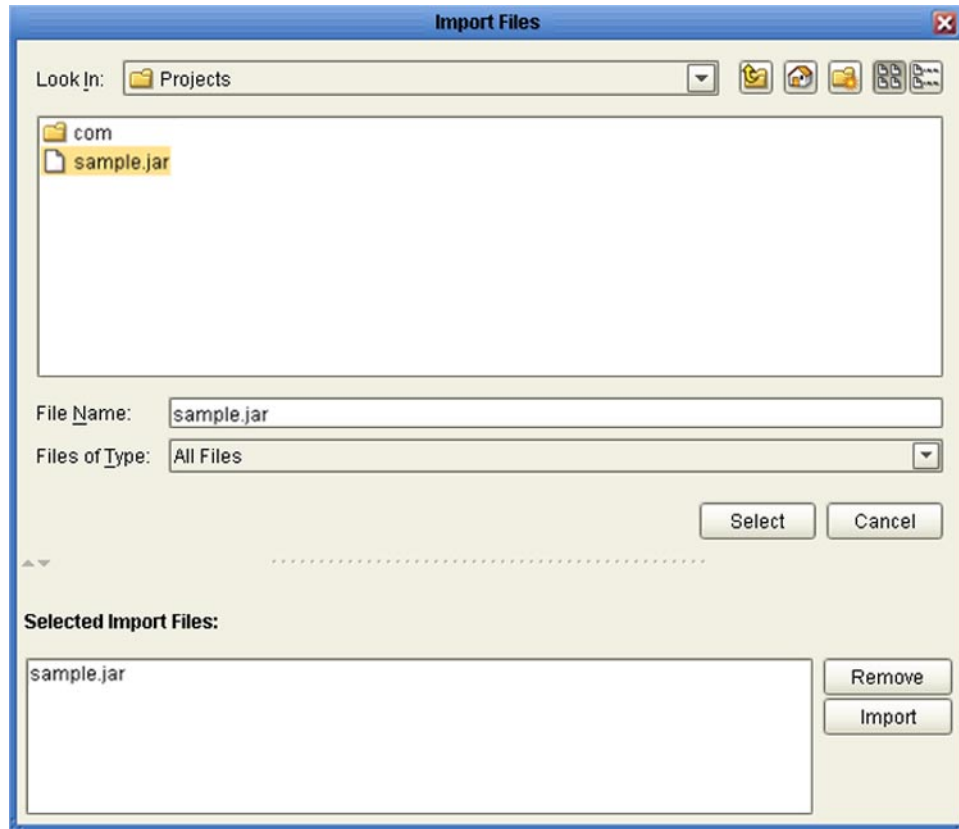 Import Files
Look In: Projects
com
sample.jar
File Name: sample.jar
Files of Type: All Files
Select Cancel
Selected Import Files:
sample.jar
Remove
Import